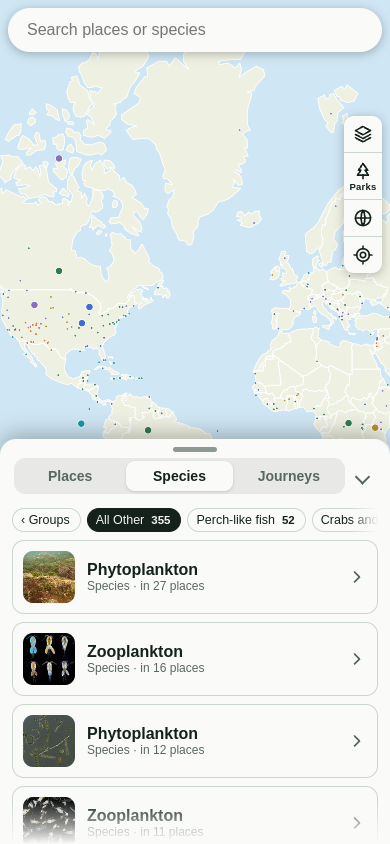 Search places or species
Parks
Places Species Journeys
‹ Groups All Other 355 Perch-like fish 52 Crabs and
Phytoplankton
Species · in 27 places
Zooplankton
Species · in 16 places
Phytoplankton
Species · in 12 places
Zooplankton
Species · in 11 places